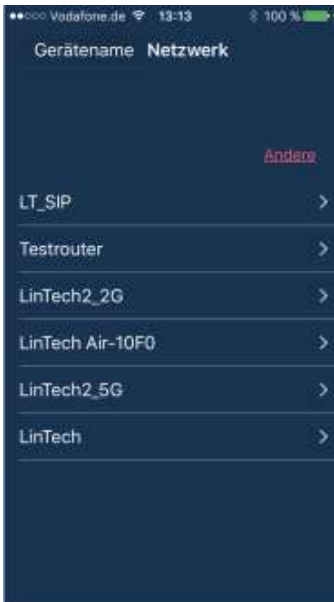 Vodafone.de 13:13 100 %
Gerätename Netzwerk
Andere
LT_SIP
Testrouter
LinTech2_2G
LinTech Air-10F0
LinTech2_5G
LinTech